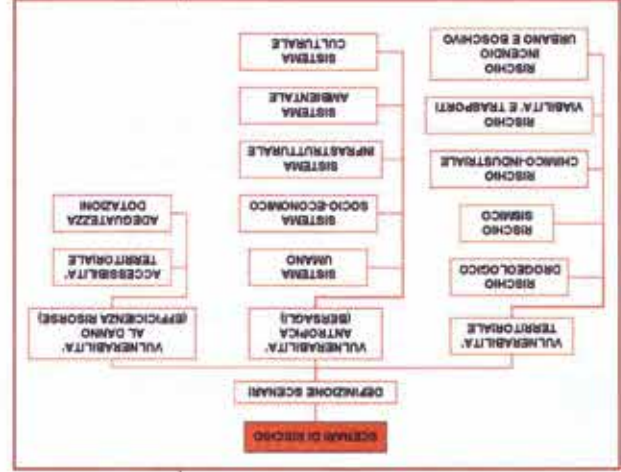 SCENARI DI RISCHIO
DEFINIZIONE SCENARI
VULNERABILITA'
TERRITORIALE
RISCHIO
DROGEOLOGICO
RISCHIO
SISMICO
RISCHIO
CHIMICO-INDUSTRIALE
RISCHIO
VIABILITA' E TRASPORTI
RISCHIO
INCENDIO
URBANO E BOSCHIVO
VULNERABILITA'
ANTROPICA
(BERSAGLI)
SISTEMA
UMANO
SISTEMA
SOCIO-ECONOMICO
SISTEMA
INFRASTRUTTURALE
SISTEMA
AMBIENTALE
SISTEMA
CULTURALE
VULNERABILITA'
AL DANNO
(EFFICICENZA RISORSE)
ACCESSIBILITA'
TERRITORIALE
ADEGUATEZZA
DOTAZIONI